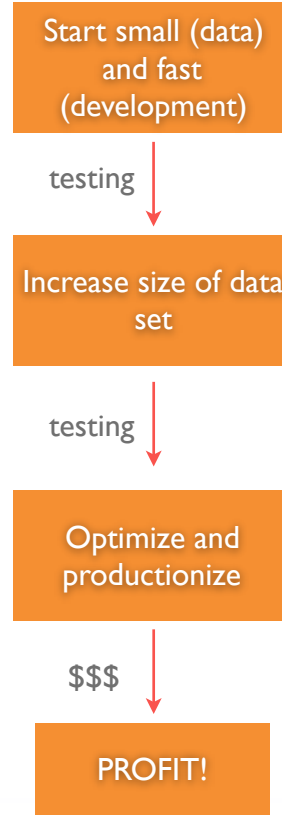 Start small (data)
and fast
(development)
testing
Increase size of data
set
testing
Optimize and
productionize
$$$
PROFIT!